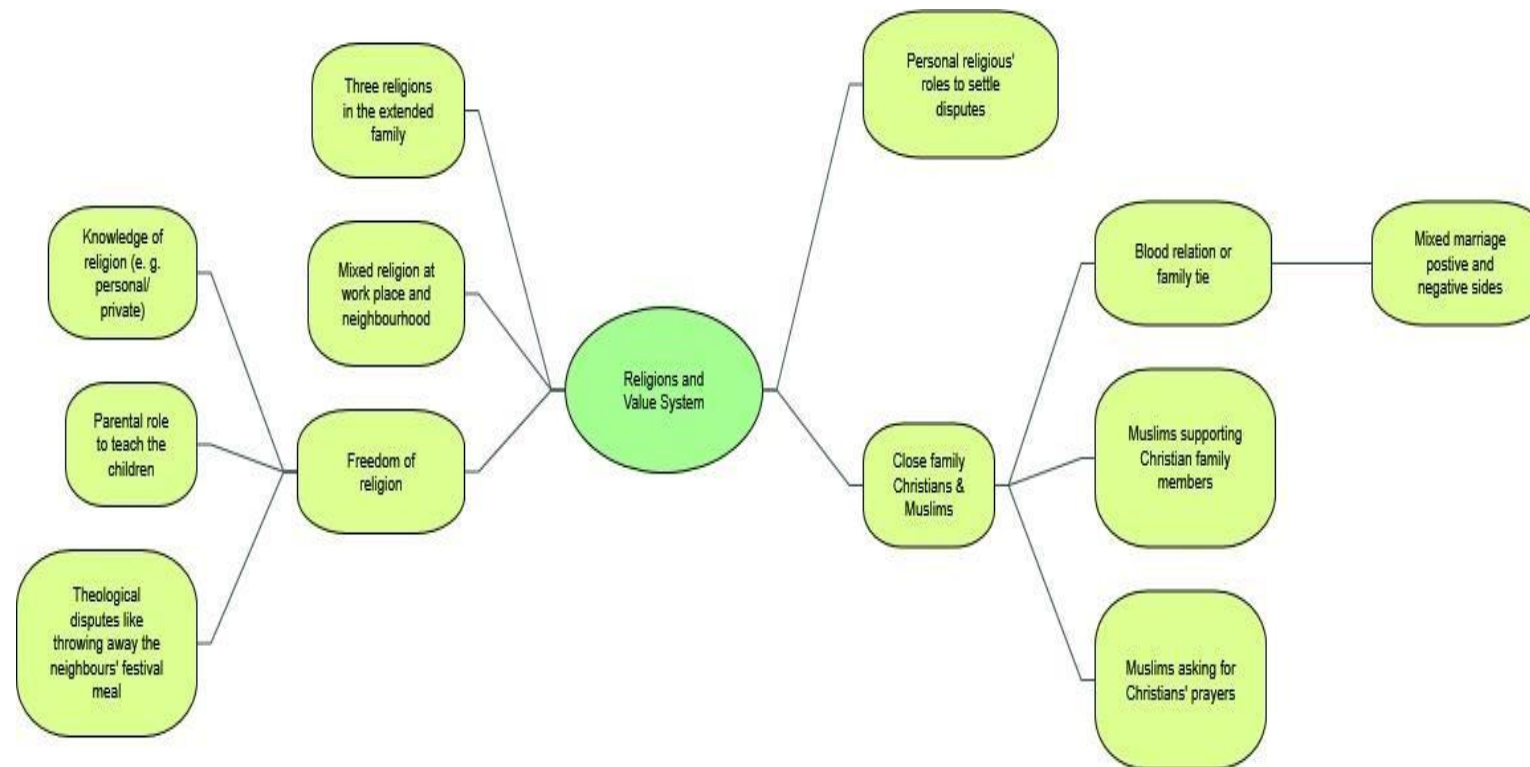 Three religions
in the extended
family
Mixed religion at
work place and
neighbourhood
Freedom of
religion
Knowledge of
religion (e. g.
personal/
private)
Parental role
to teach the
children
Theological
disputes like
throwing away the
neighbours' festival
meal
Religions and
Value System
Personal religious'
roles to settle
disputes
Close family
Christians &
Muslims
Blood relation or
family tie
Mixed marriage
postive and
negative sides
Muslims supporting
Christian family
members
Muslims asking for
Christians' prayers